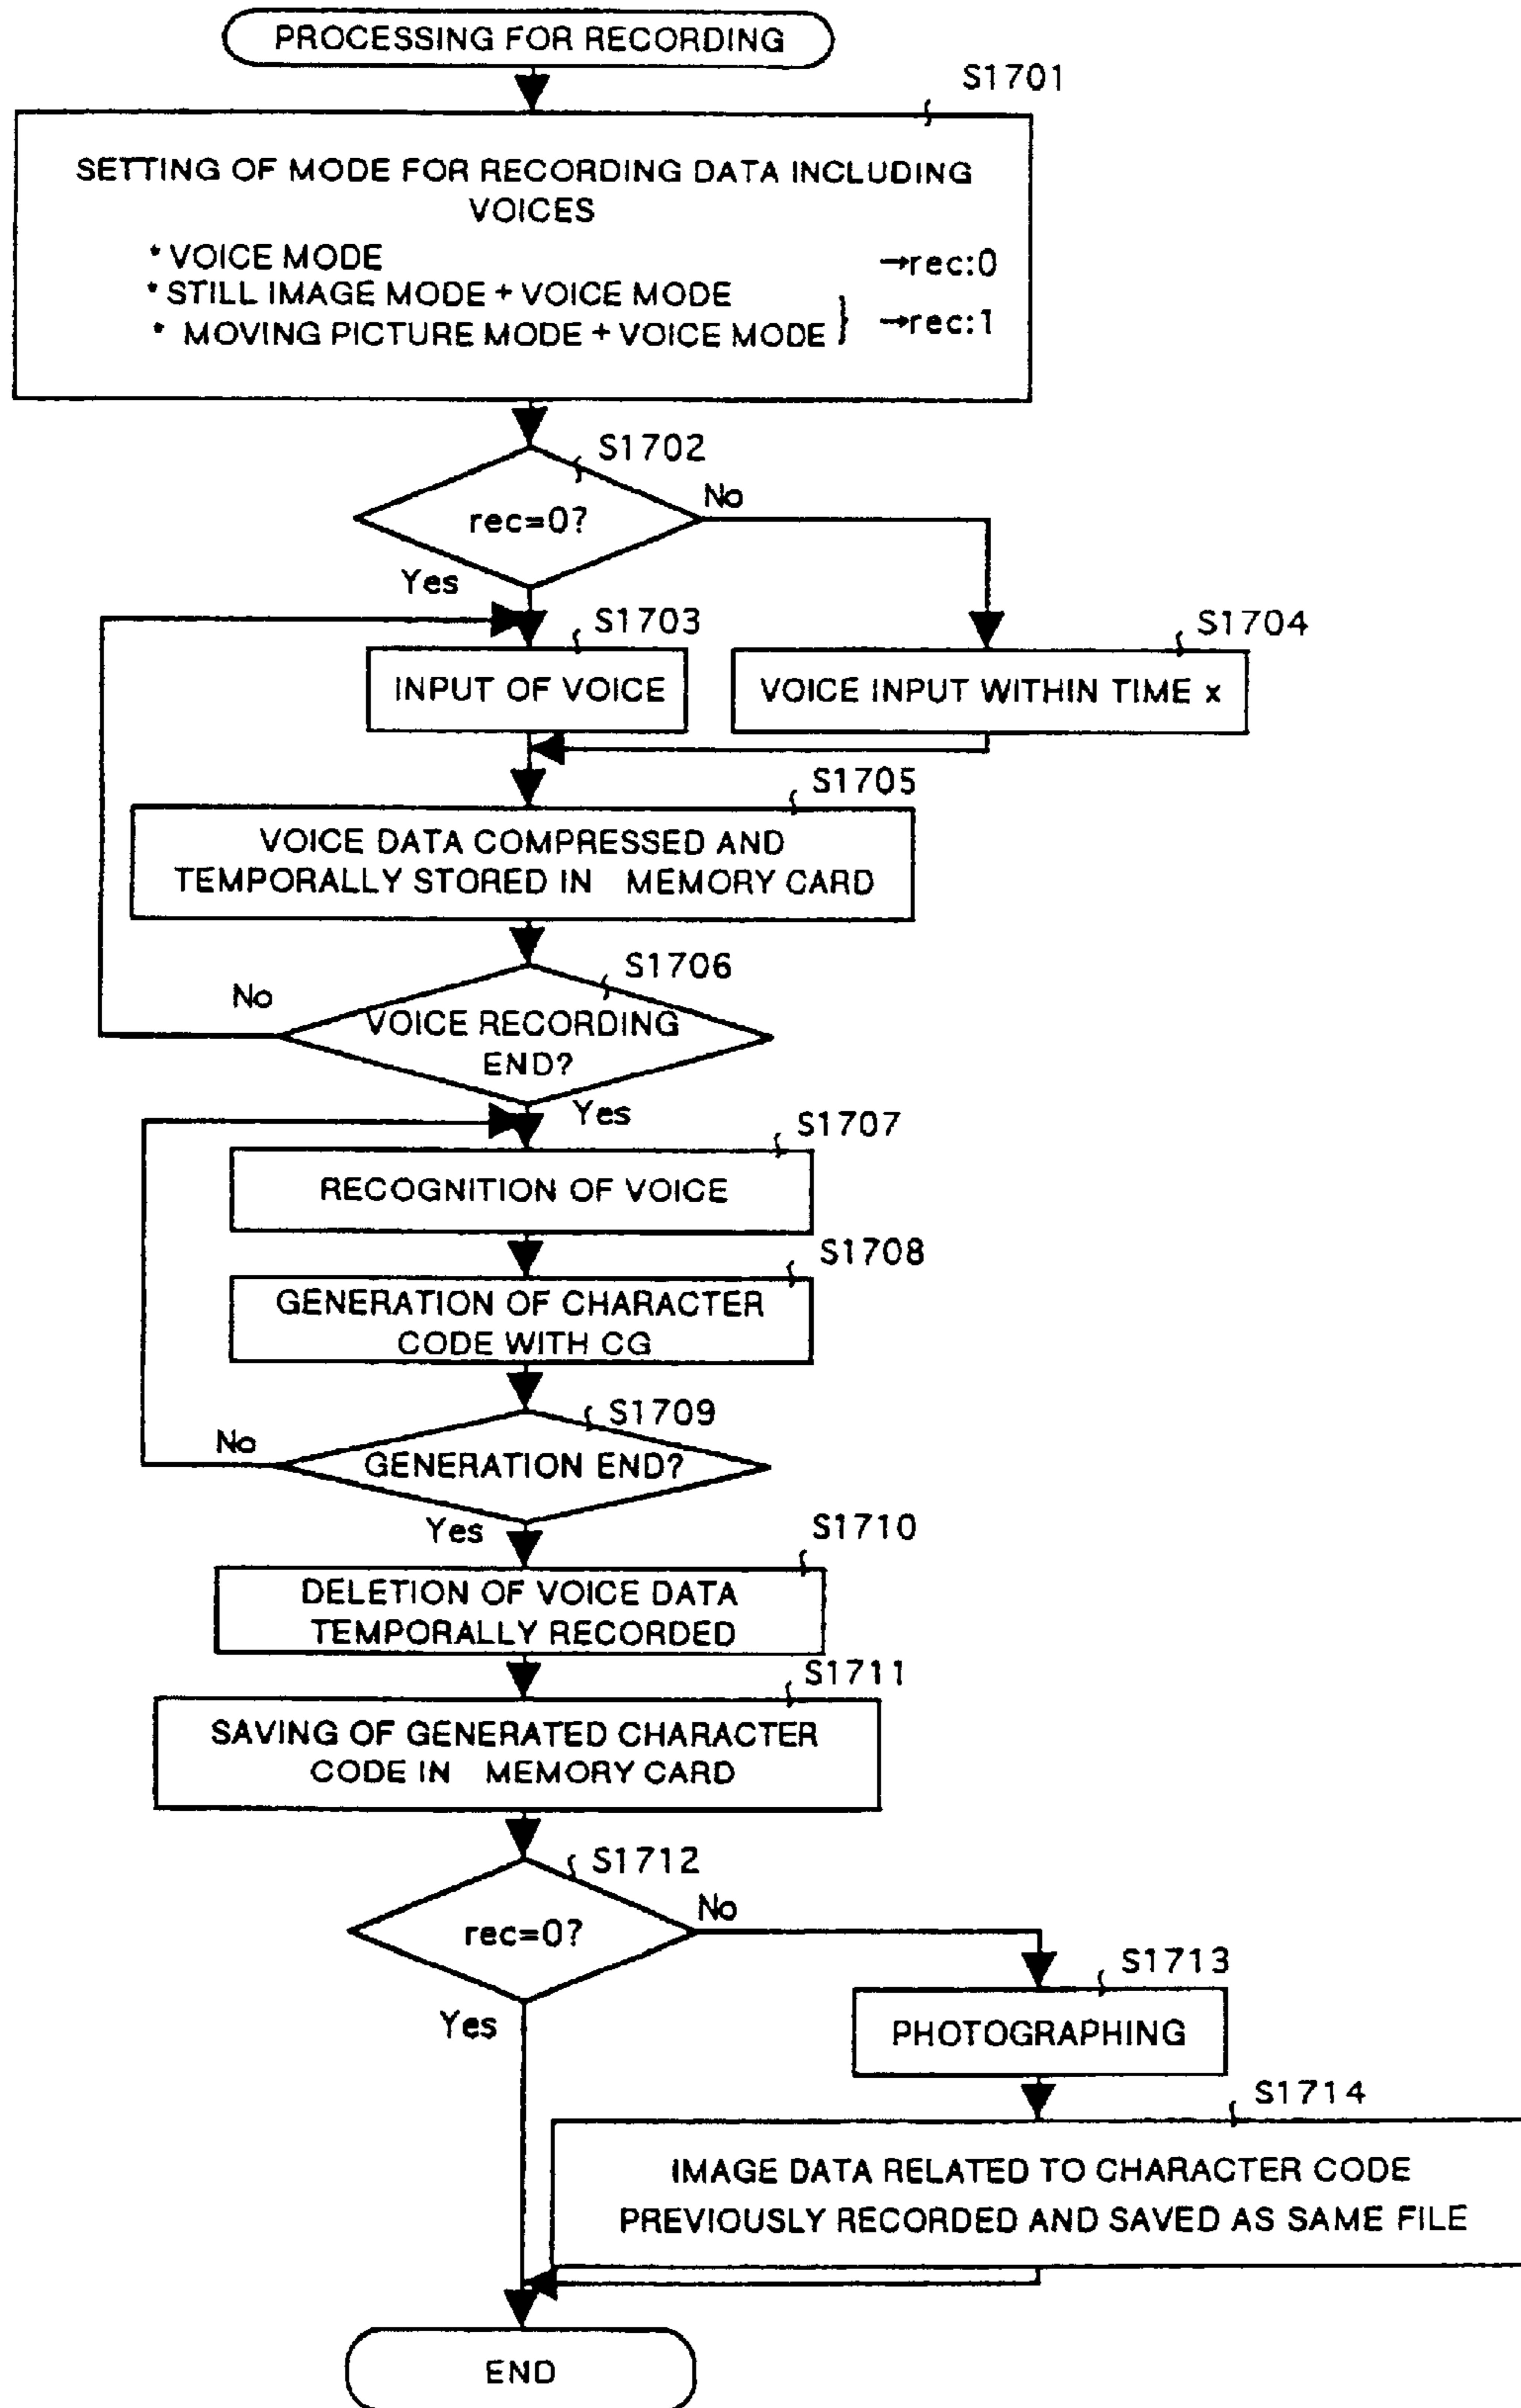 PROCESSING FOR RECORDING
S1701
SETTING OF MODE FOR RECORDING DATA INCLUDING
VOICES
* VOICE MODE →rec:0
* STILL IMAGE MODE + VOICE MODE
* MOVING PICTURE MODE + VOICE MODE } →rec:1
S1702
rec=0?
No
Yes
S1703
S1704
INPUT OF VOICE
VOICE INPUT WITHIN TIME x
S1705
VOICE DATA COMPRESSED AND
TEMPORALLY STORED IN MEMORY CARD
S1706
No
VOICE RECORDING
END?
Yes
S1707
RECOGNITION OF VOICE
S1708
GENERATION OF CHARACTER
CODE WITH CG
S1709
No
GENERATION END?
Yes
S1710
DELETION OF VOICE DATA
TEMPORALLY RECORDED
S1711
SAVING OF GENERATED CHARACTER
CODE IN MEMORY CARD
S1712
No
rec=0?
S1713
Yes
PHOTOGRAPHING
S1714
IMAGE DATA RELATED TO CHARACTER CODE
PREVIOUSLY RECORDED AND SAVED AS SAME FILE
END